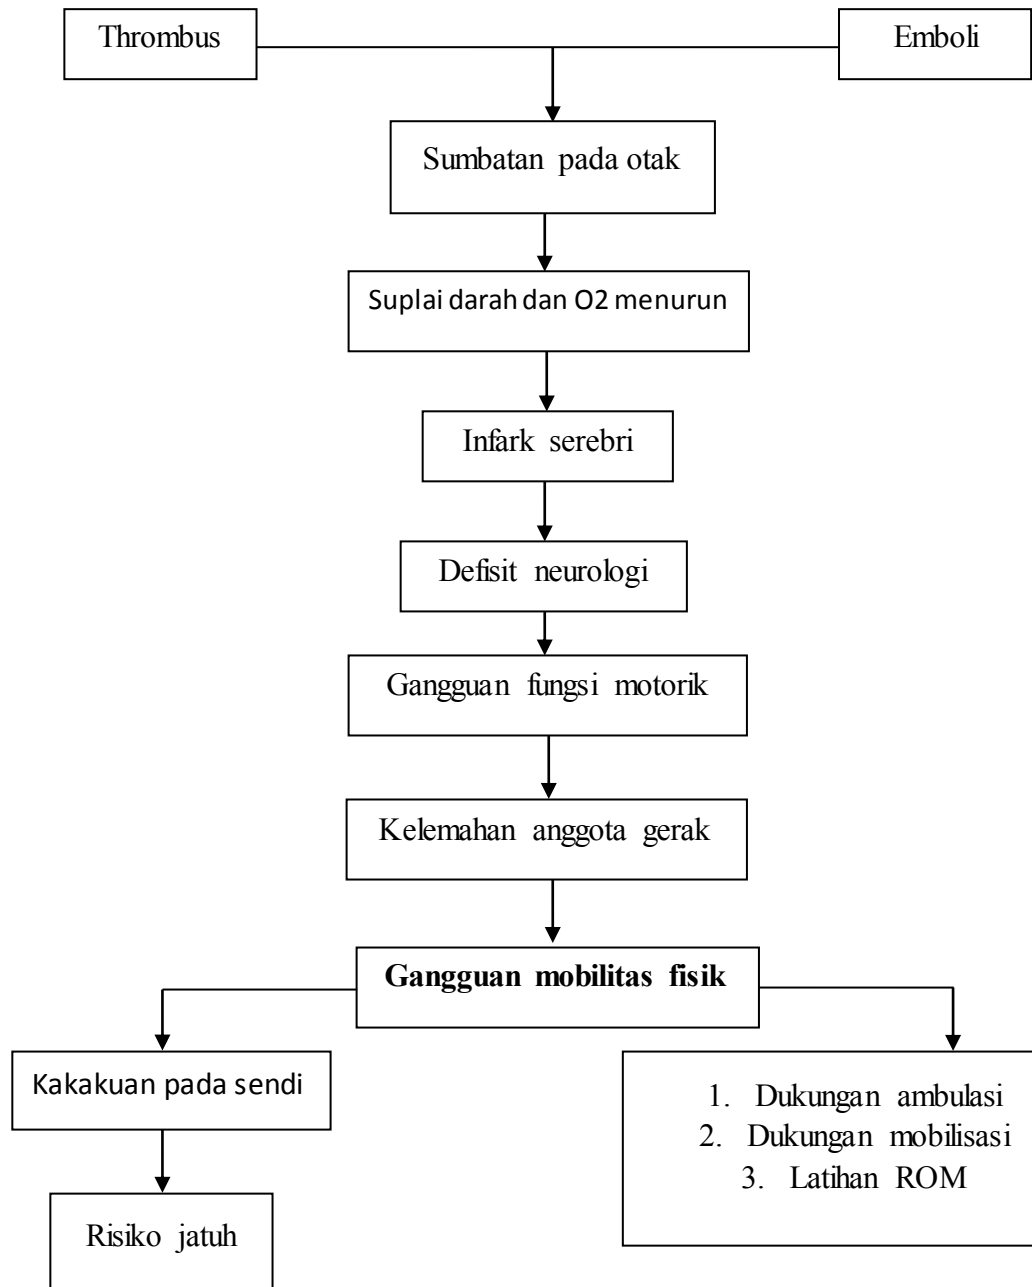 Thrombus
Emboli
Sumbatan pada otak
Suplai darah dan O2 menurun
Infark serebri
Defisit neurologi
Gangguan fungsi motorik
Kelemahan anggota gerak
Gangguan mobilitas fisik
Kakakuan pada sendi
1. Dukungan ambulasi
2. Dukungan mobilisasi
3. Latihan ROM
Risiko jatuh